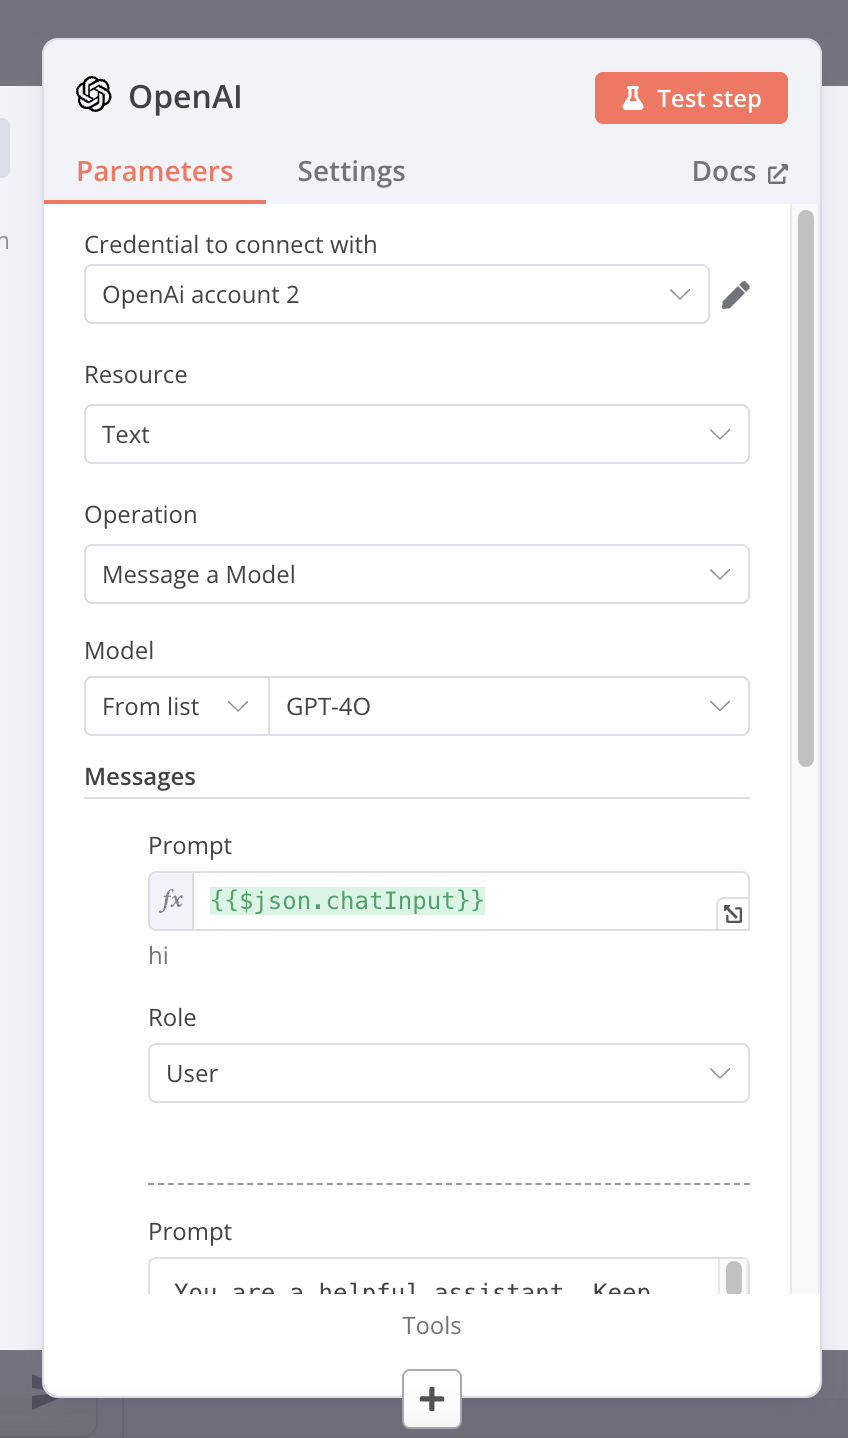 OpenAI
Test step
Parameters
Settings
Docs
Credential to connect with
OpenAi account 2
Resource
Text
Operation
Message a Model
Model
From list
GPT-4O
Messages
Prompt
fx
{{$json.chatInput}}
hi
Role
User
Prompt
You are a helpful assistant. Keep
Tools